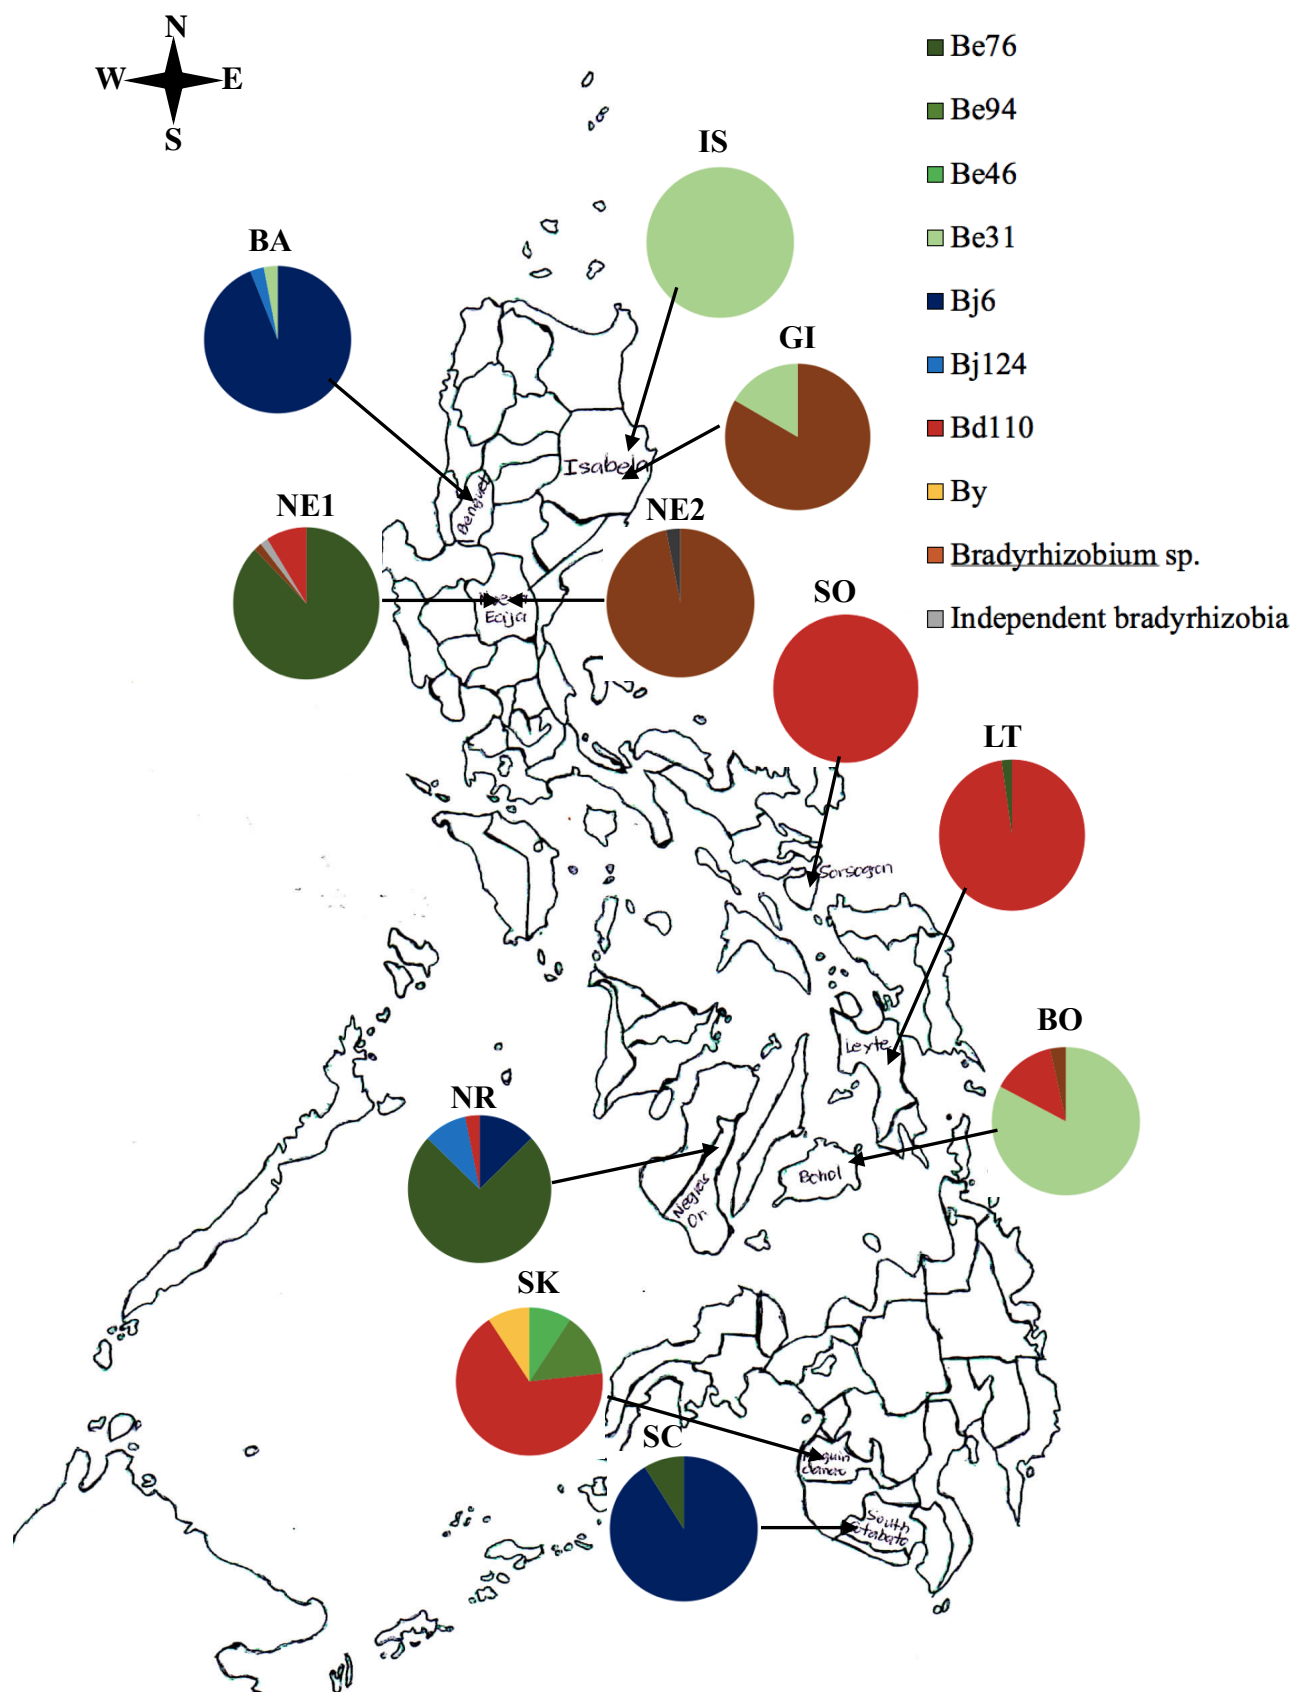 N
W
E
S
Be76
Be94
Be46
Be31
Bj6
Bj124
Bd110
By
Bradyrhizobium sp.
Independent bradyrhizobia
IS
BA
GI
Isabela
Benguet
NE1
NE2
Ecija
SO
LT
Sorsogon
BO
Leyte
NR
Bohol
Negros
Or
SK
SC
danao
South
Cotabato